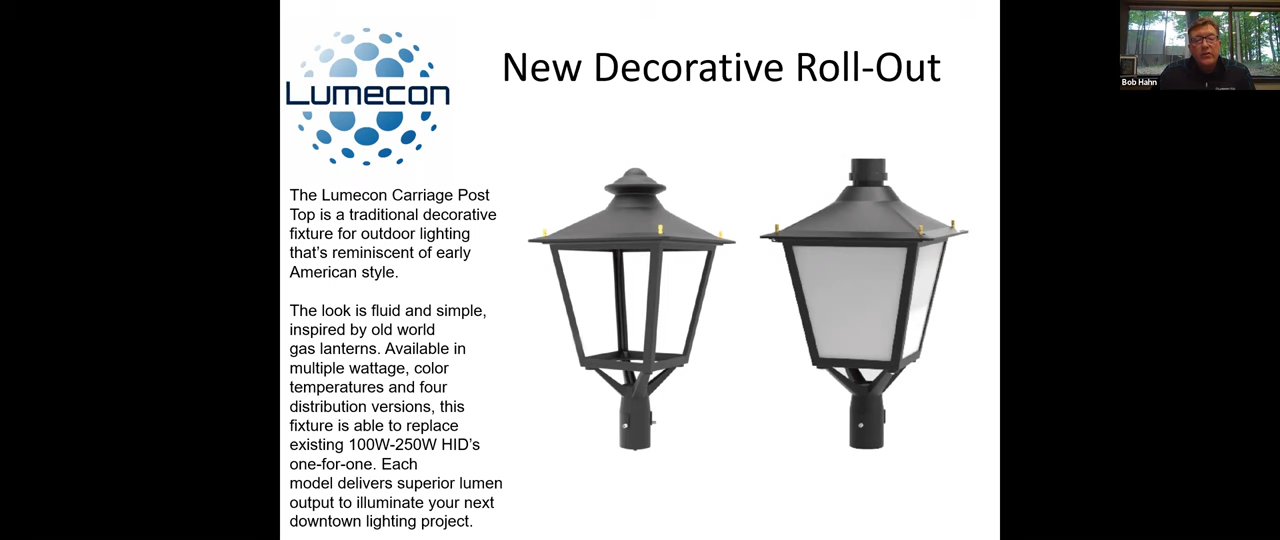 Lumecon
New Decorative Roll-Out
The Lumecon Carriage Post
Top is a traditional decorative
fixture for outdoor lighting
that’s reminiscent of early
American style.
The look is fluid and simple,
inspired by old world
gas lanterns. Available in
multiple wattage, color
temperatures and four
distribution versions, this
fixture is able to replace
existing 100W-250W HID’s
one-for-one. Each
model delivers superior lumen
output to illuminate your next
downtown lighting project.
Bob Hahn